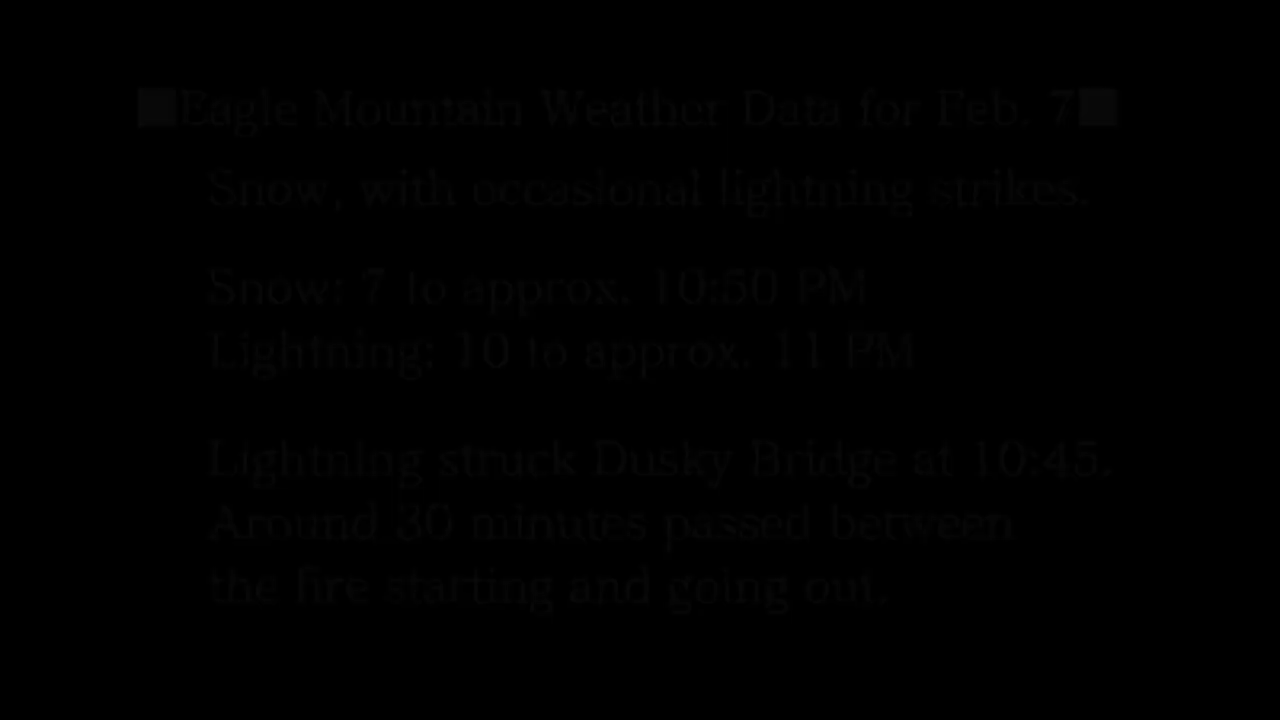 ■Eagle Mountain Weather Data for Feb. 7■
Snow, with occasional lightning strikes.
Snow: 7 to approx. 10:50 PM
Lightning: 10 to approx. 11 PM
Lightning struck Dusky Bridge at 10:45.
Around 30 minutes passed between
the fire starting and going out.